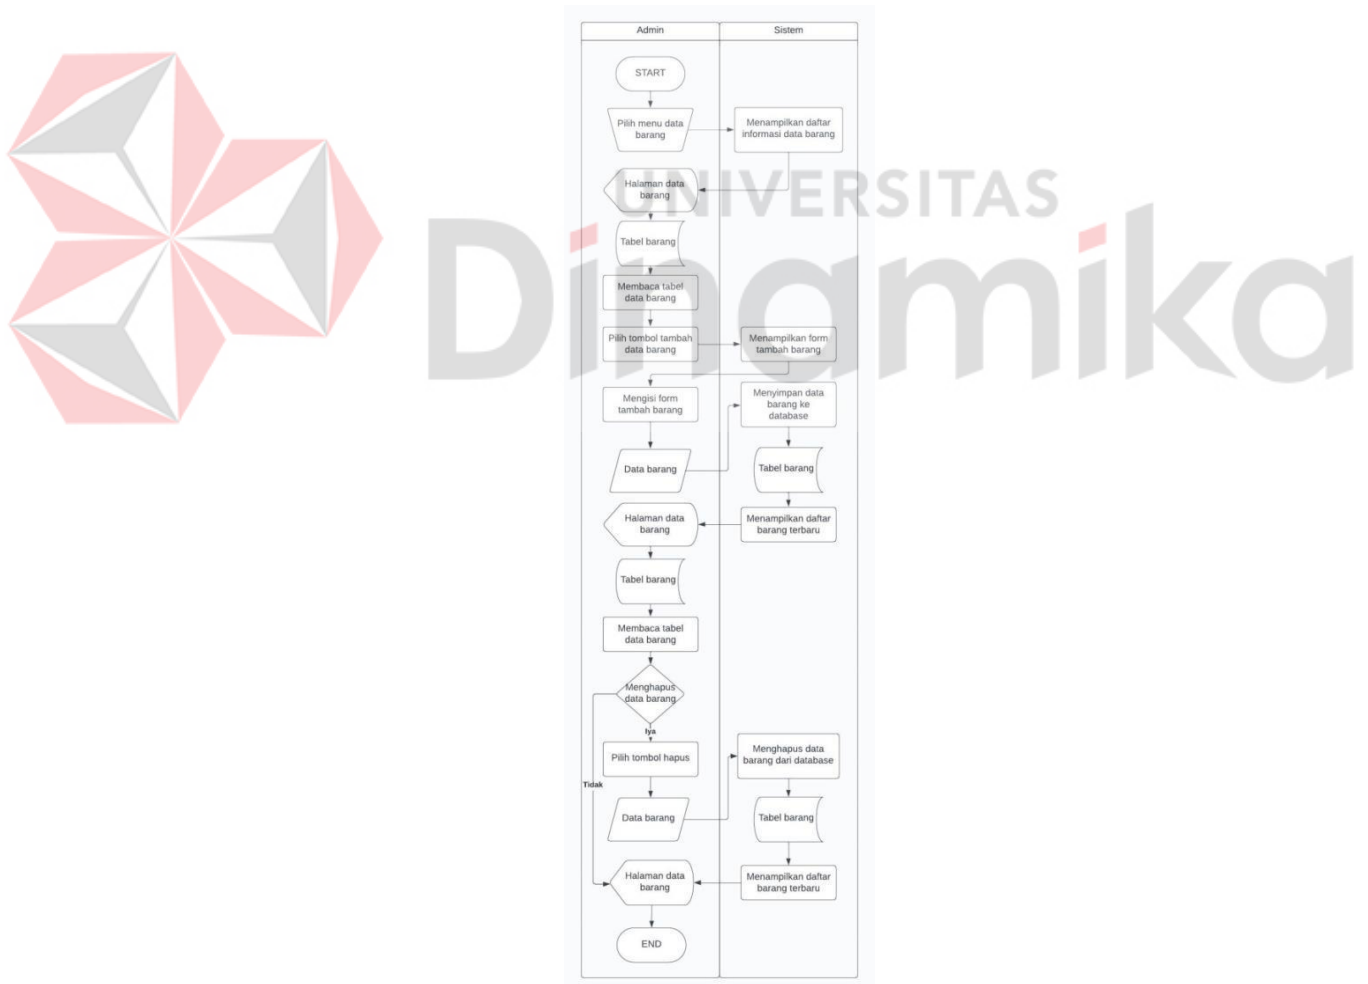 Admin
Sistem
START
Pilih menu data
barang
Menampilkan daftar
informasi data barang
Halaman data
barang
UNIVERSITAS
Dinamika
Tabel barang
Membaca tabel
data barang
Pilih tombol tambah
data barang
Menampilkan form
tambah barang
Mengisi form
tambah barang
Menyimpan data
barang ke
database
Data barang
Tabel barang
Halaman data
barang
Menampilkan daftar
barang terbaru
Tabel barang
Membaca tabel
data barang
Menghapus
data barang
Iya
Pilih tombol hapus
Menghapus data
barang dari database
Tidak
Data barang
Tabel barang
Halaman data
barang
Menampilkan daftar
barang terbaru
END